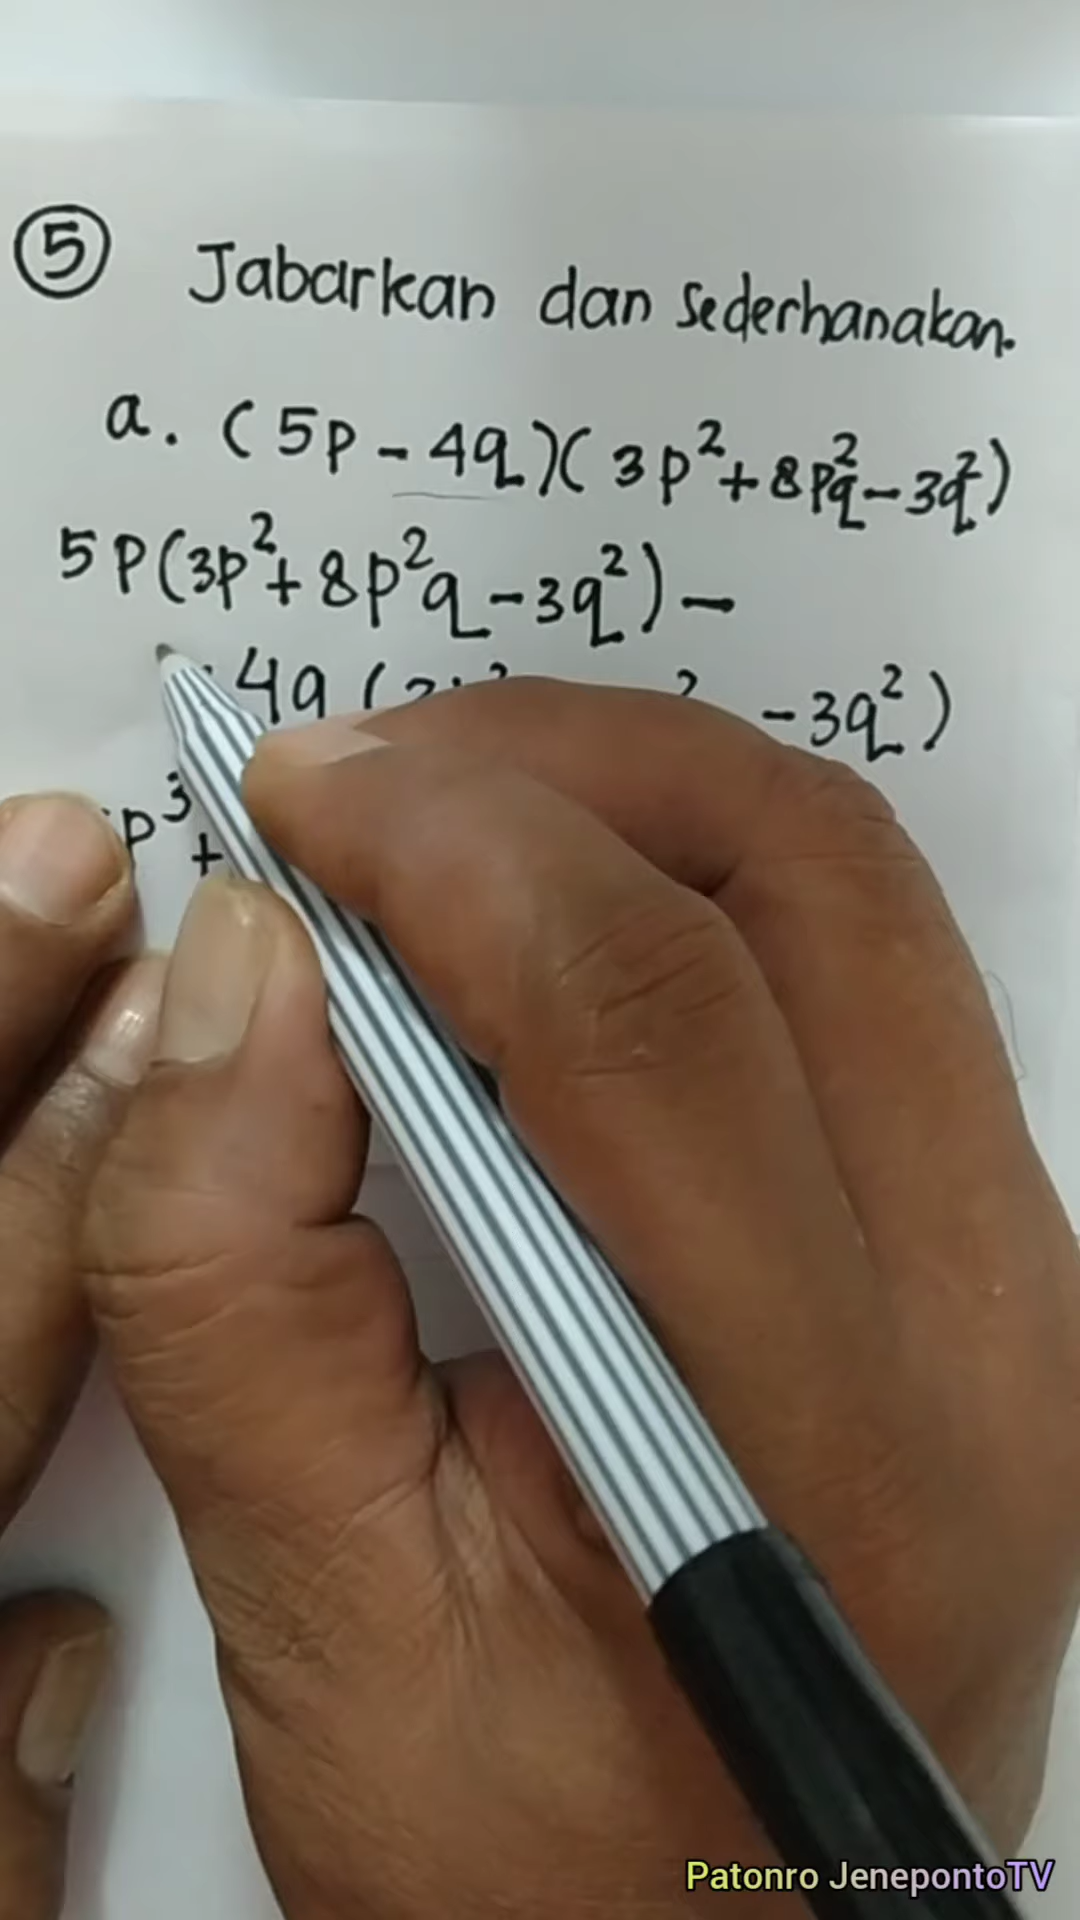 ⑤ Jabarkan dan sederhanakan.
a. (5p - 4q)(3p² + 8p²q - 3q²)
5p(3p² + 8p²q - 3q²) -
4q ( - 3q²)
p³ +
Patonro JenepontoTV